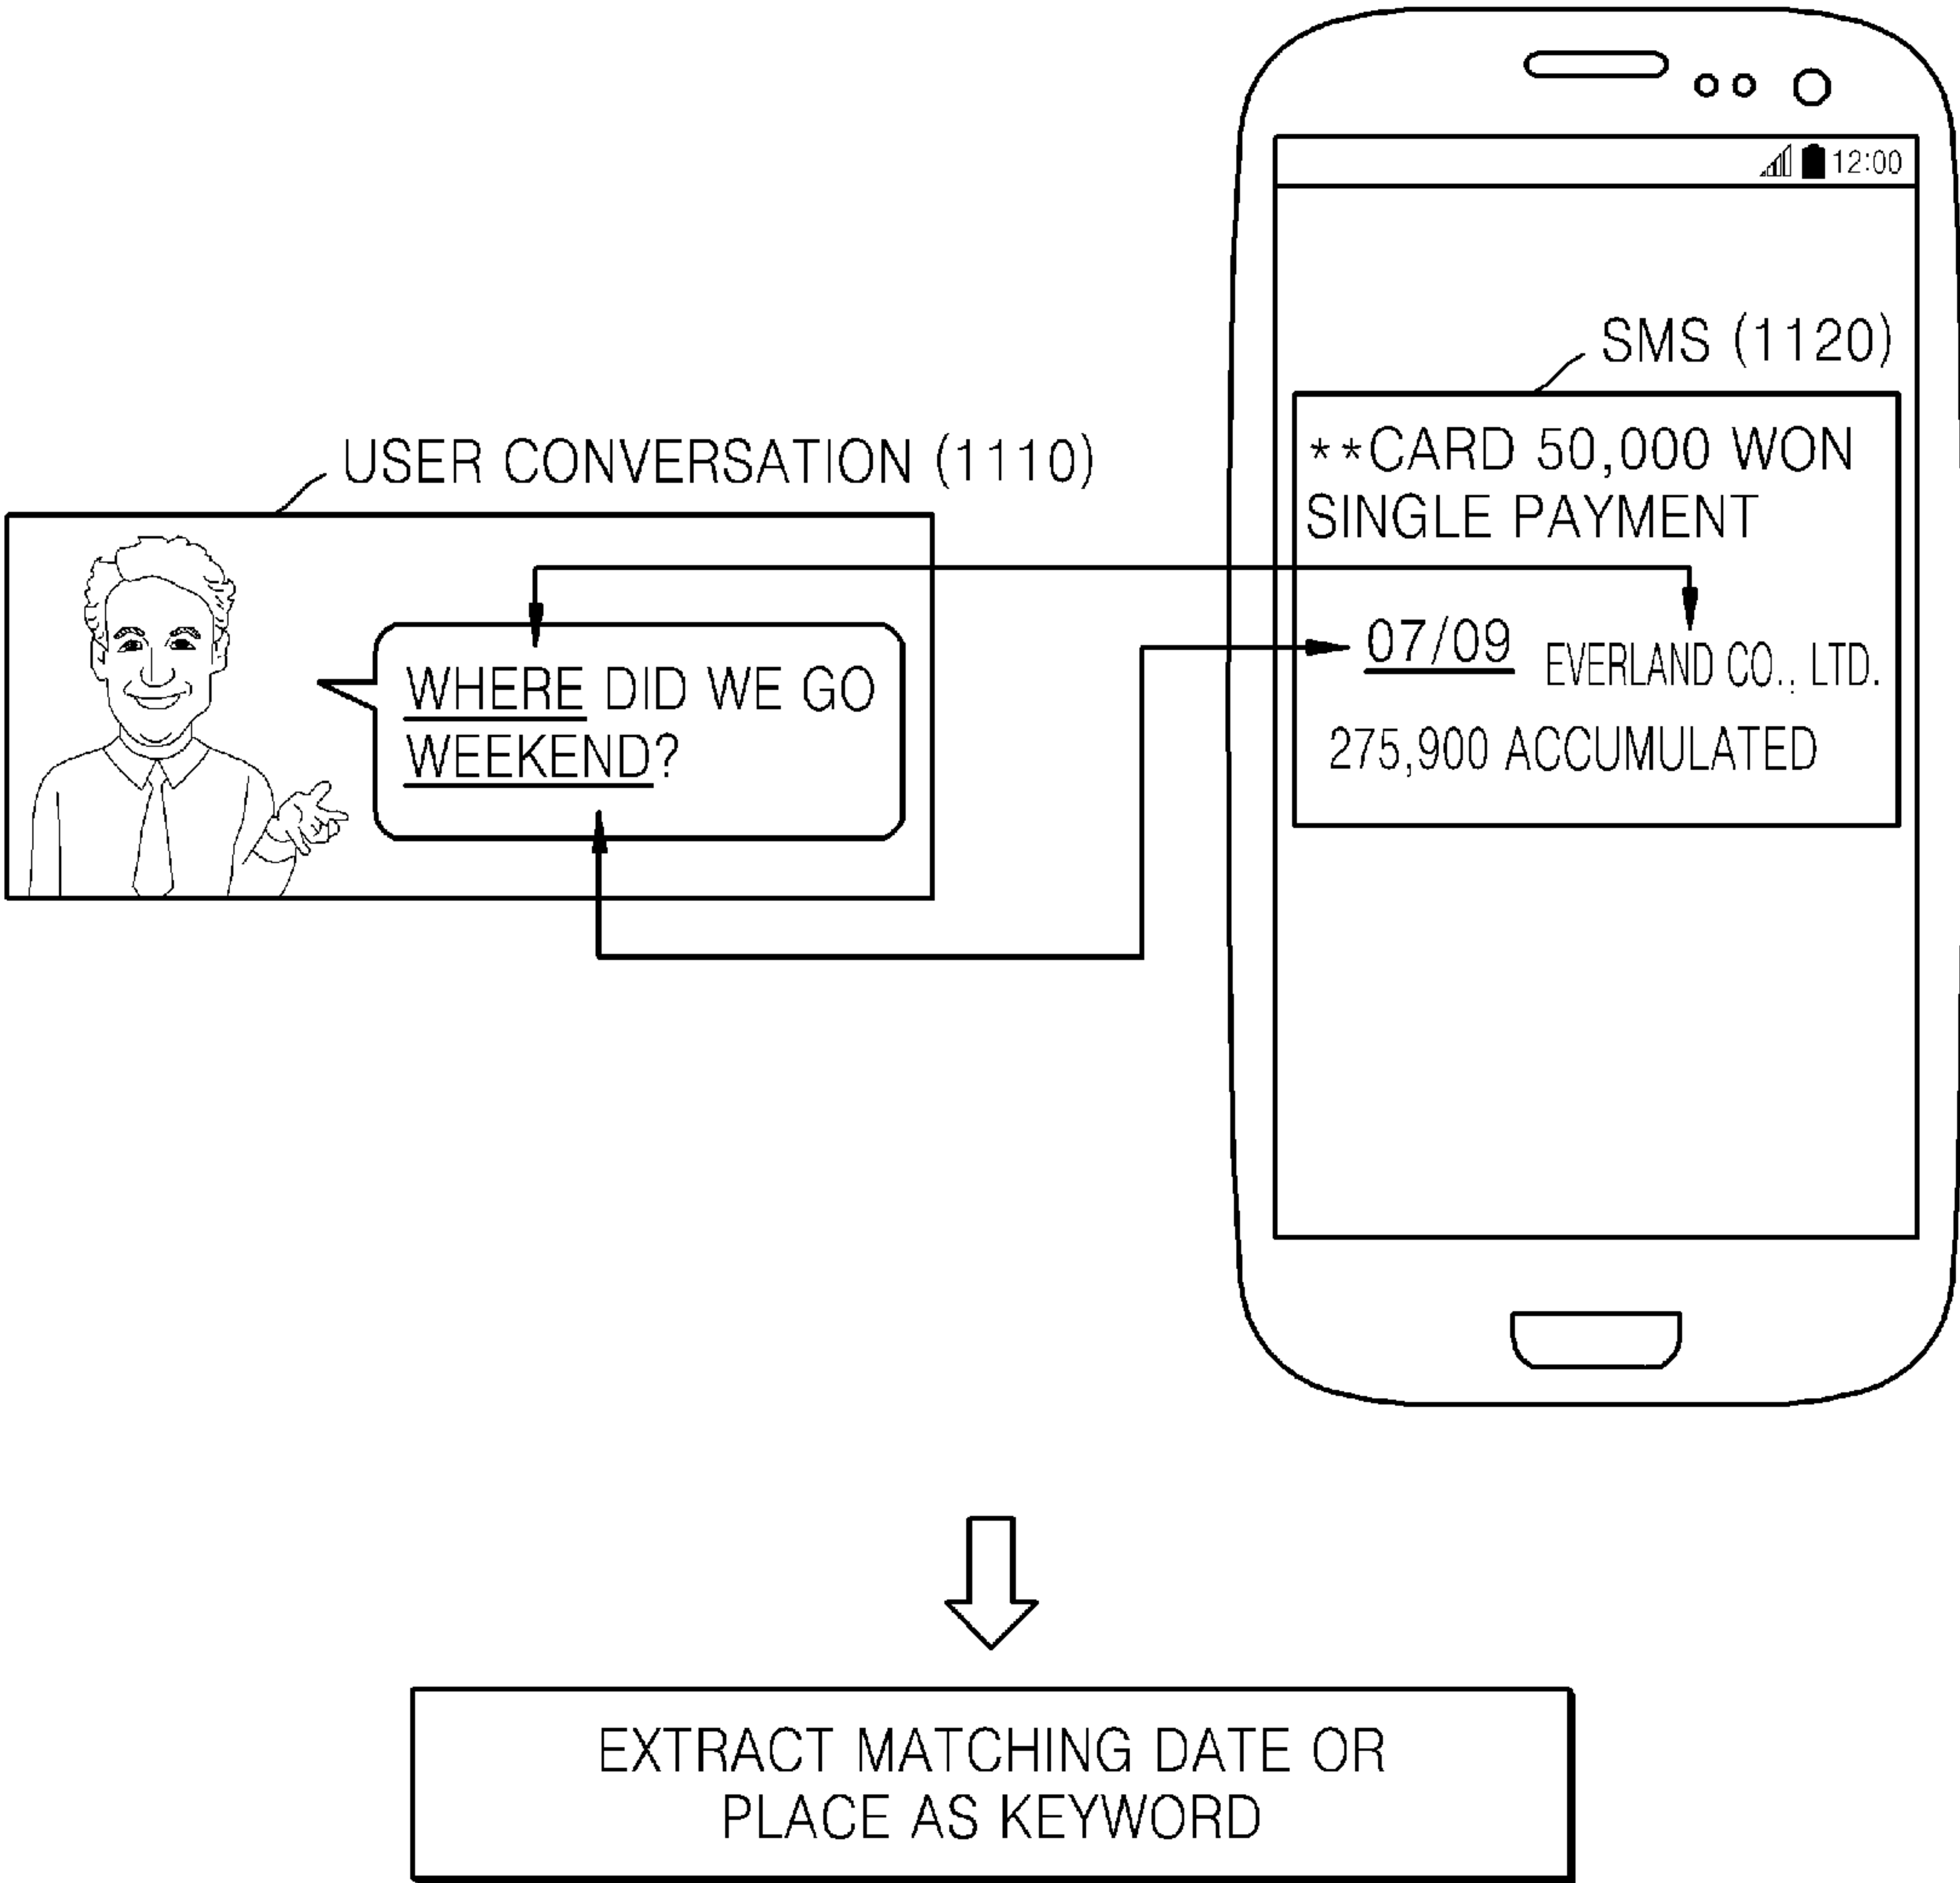 12:00
SMS (1120)
**CARD 50,000 WON
SINGLE PAYMENT
07/09 EVERLAND CO., LTD.
275,900 ACCUMULATED
USER CONVERSATION (1110)
WHERE DID WE GO
WEEKEND?
EXTRACT MATCHING DATE OR
PLACE AS KEYWORD